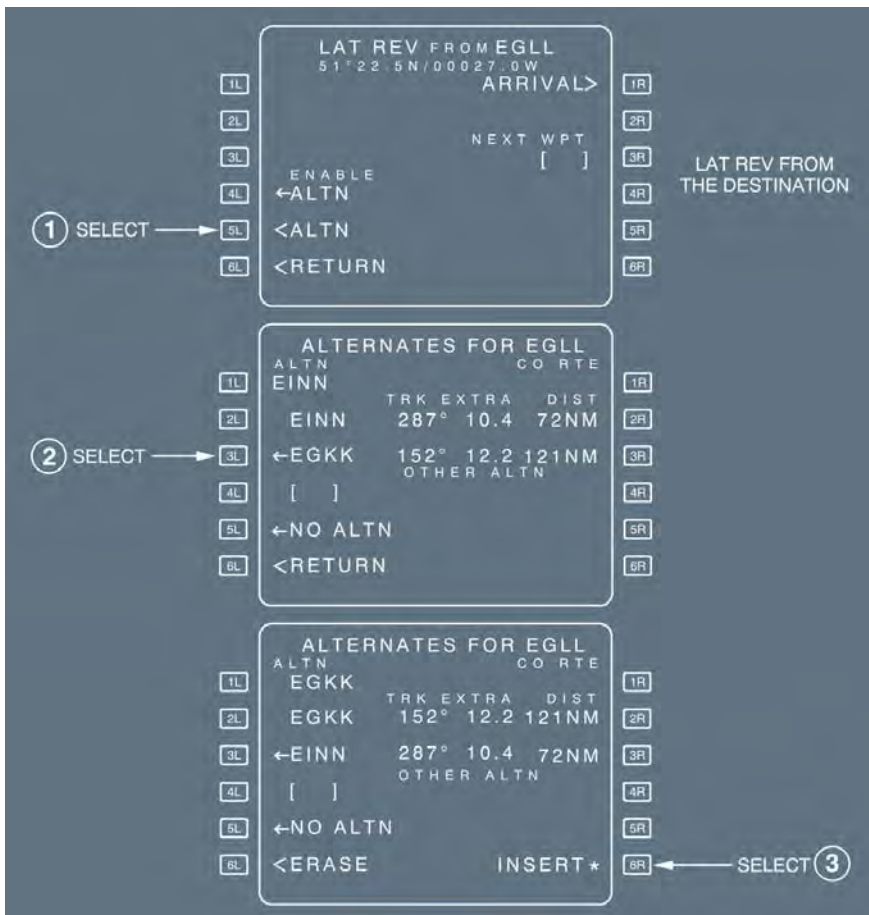 LAT REV FROM EGLL
51°22.5N/00027.0W
1L ARRIVAL> 1R
2L 2R
NEXT WPT
3L [ ] 3R
LAT REV FROM
THE DESTINATION
ENABLE
4L ←ALTN 4R
1 SELECT 5L <ALTN 5R
6L <RETURN 6R
ALTERNATES FOR EGLL
ALTN CO RTE
1L EINN 1R
TRK EXTRA DIST
2L EINN 287° 10.4 72NM 2R
2 SELECT 3L ←EGKK 152° 12.2 121NM 3R
OTHER ALTN
4L [ ] 4R
5L ←NO ALTN 5R
6L <RETURN 6R
ALTERNATES FOR EGLL
ALTN CO RTE
1L EGKK 1R
TRK EXTRA DIST
2L EGKK 152° 12.2 121NM 2R
3L ←EINN 287° 10.4 72NM 3R
OTHER ALTN
4L [ ] 4R
5L ←NO ALTN 5R
6L <ERASE INSERT* 6R SELECT 3